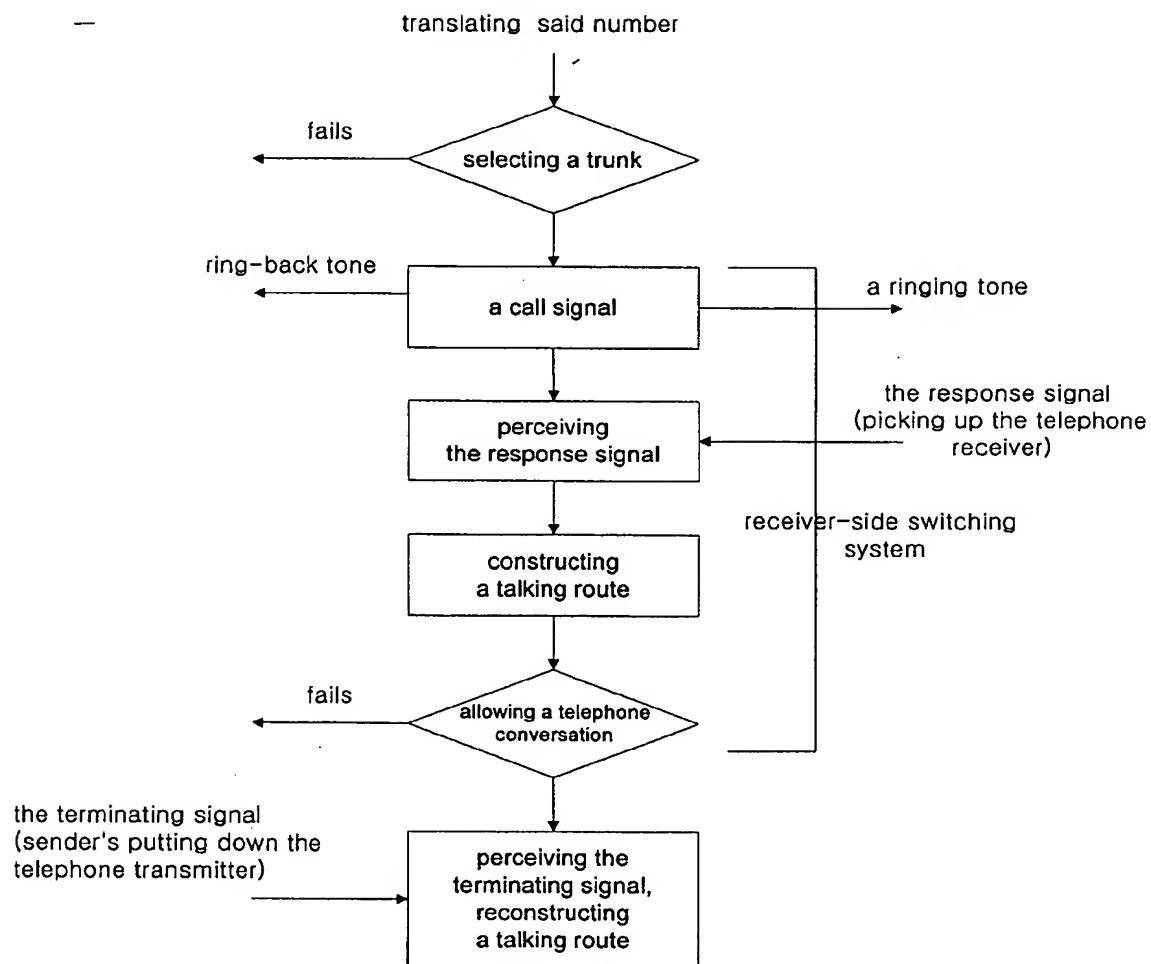 translating said number
fails
selecting a trunk
ring-back tone
a call signal
a ringing tone
the response signal
(picking up the telephone
receiver)
perceiving
the response signal
receiver-side switching
system
constructing
a talking route
fails
allowing a telephone
conversation
the terminating signal
(sender's putting down the
telephone transmitter)
perceiving the
terminating signal,
reconstructing
a talking route